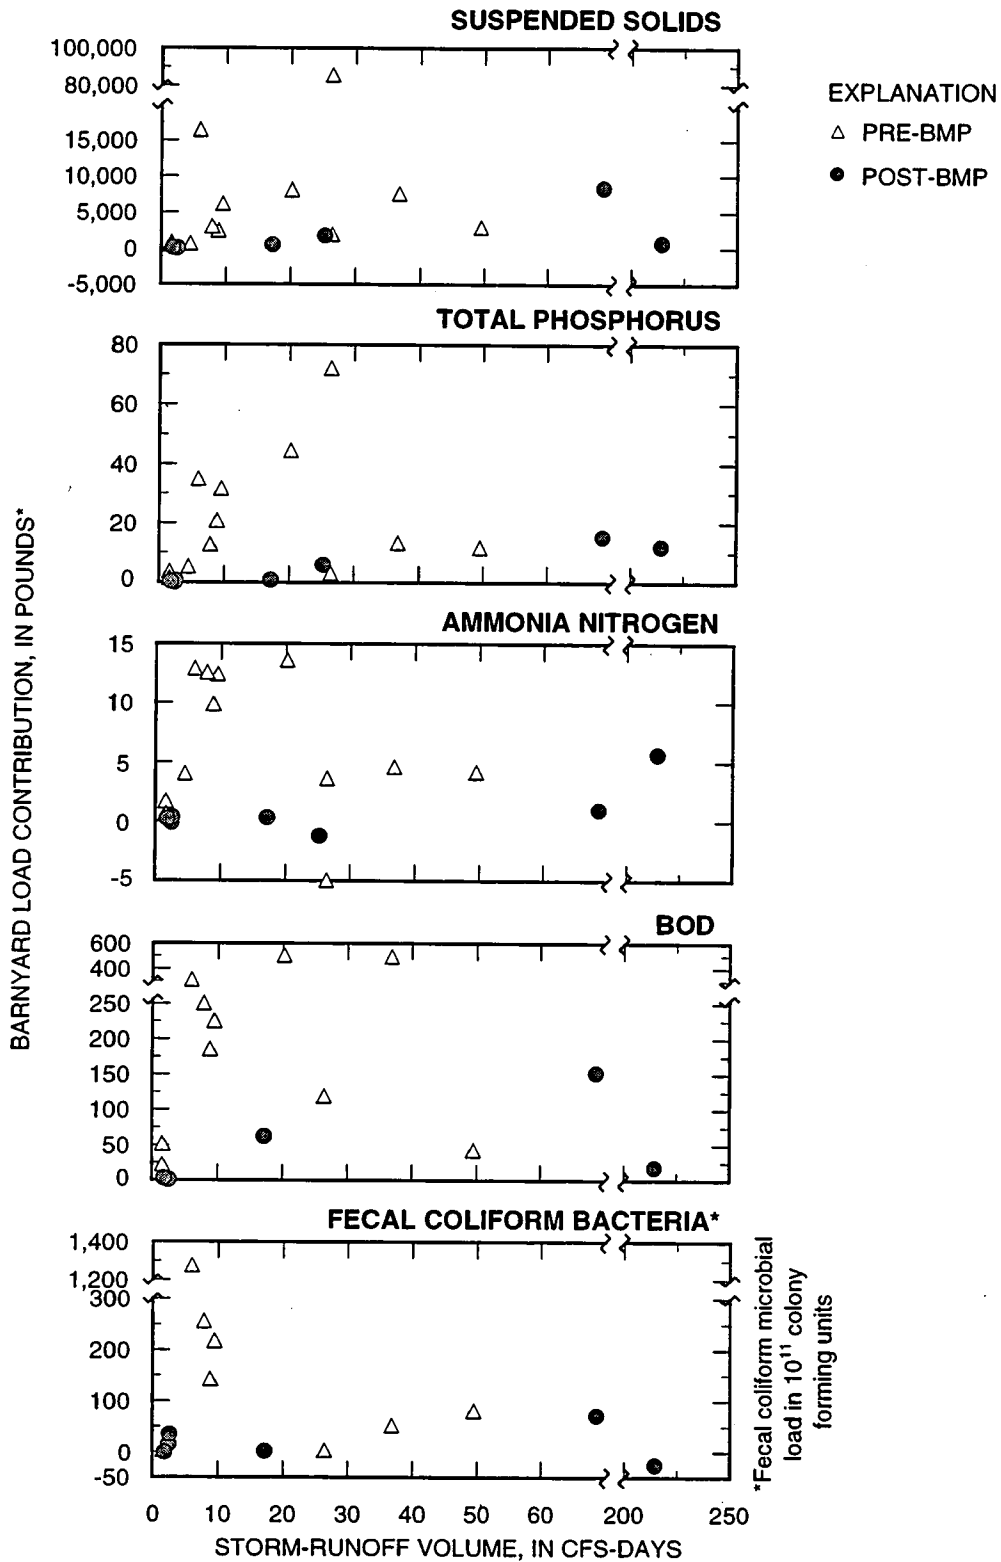 SUSPENDED SOLIDS
100,000
80,000
15,000
10,000
5,000
0
-5,000
EXPLANATION
PRE-BMP
POST-BMP
TOTAL PHOSPHORUS
80
60
40
20
0
AMMONIA NITROGEN
15
10
5
0
-5
BOD
600
400
250
200
150
100
50
0
FECAL COLIFORM BACTERIA*
1,400
1,200
300
200
100
0
-50
0 10 20 30 40 50 60 200 250
STORM-RUNOFF VOLUME, IN CFS-DAYS
BARNYARD LOAD CONTRIBUTION, IN POUNDS*
*Fecal coliform microbial
load in 10¹¹ colony
forming units